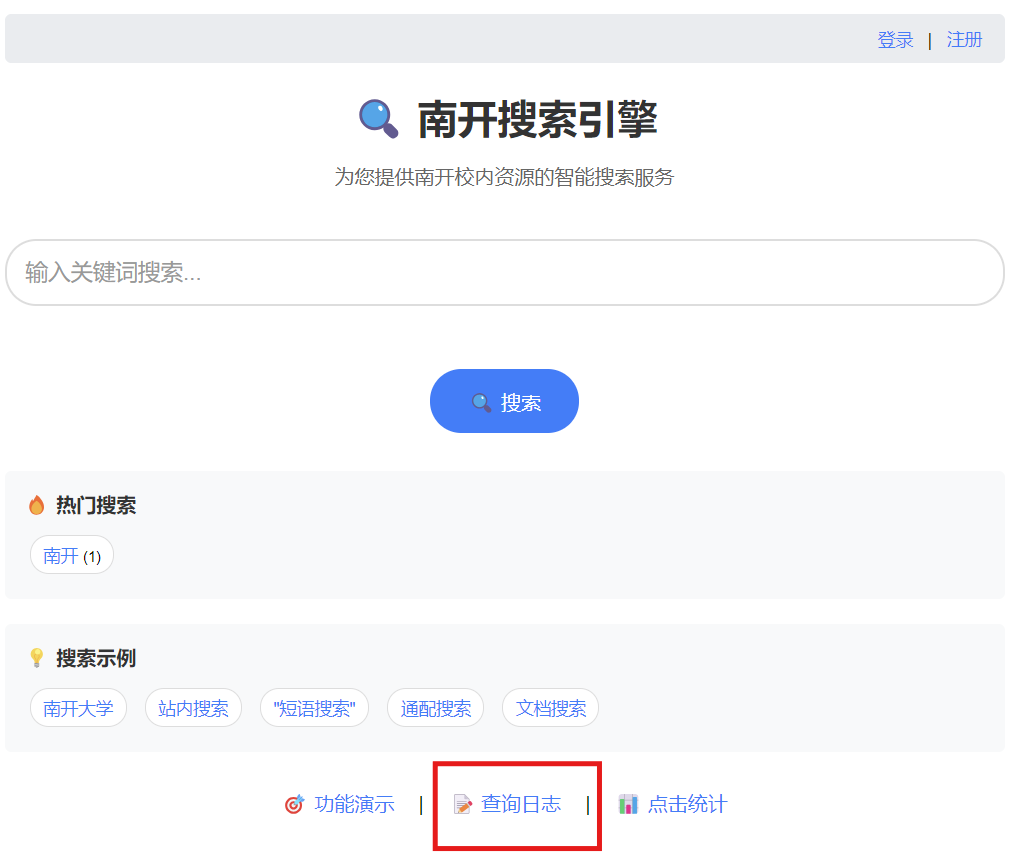 登录 | 注册
南开搜索引擎
为您提供南开校内资源的智能搜索服务
输入关键词搜索...
搜索
热门搜索
南开 (1)
搜索示例
南开大学 站内搜索 "短语搜索" 通配搜索 文档搜索
功能演示 | 查询日志 | 点击统计